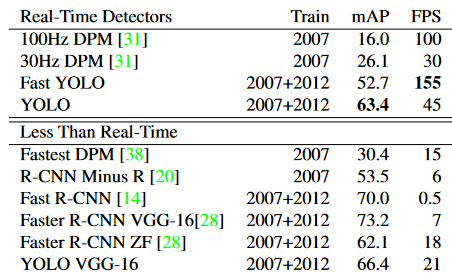 Real-Time Detectors Train mAP FPS
100Hz DPM [31] 2007 16.0 100
30Hz DPM [31] 2007 26.1 30
Fast YOLO 2007+2012 52.7 155
YOLO 2007+2012 63.4 45
Less Than Real-Time
Fastest DPM [38] 2007 30.4 15
R-CNN Minus R [20] 2007 53.5 6
Fast R-CNN [14] 2007+2012 70.0 0.5
Faster R-CNN VGG-16[28] 2007+2012 73.2 7
Faster R-CNN ZF [28] 2007+2012 62.1 18
YOLO VGG-16 2007+2012 66.4 21